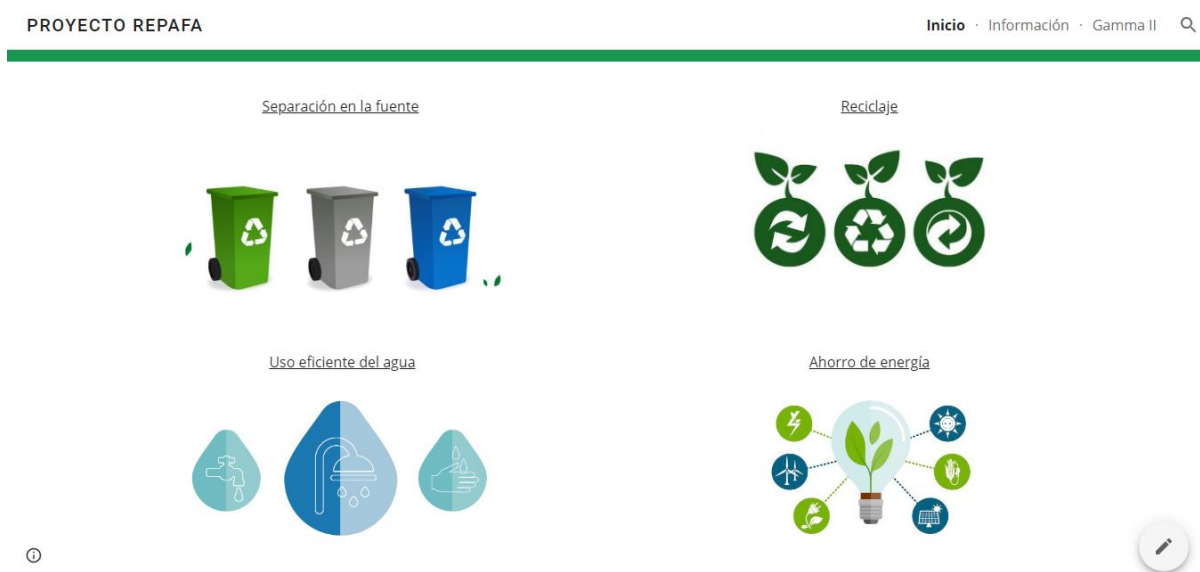 PROYECTO REPAFA
Inicio · Información · Gamma II
Separación en la fuente
Reciclaje
Uso eficiente del agua
Ahorro de energía